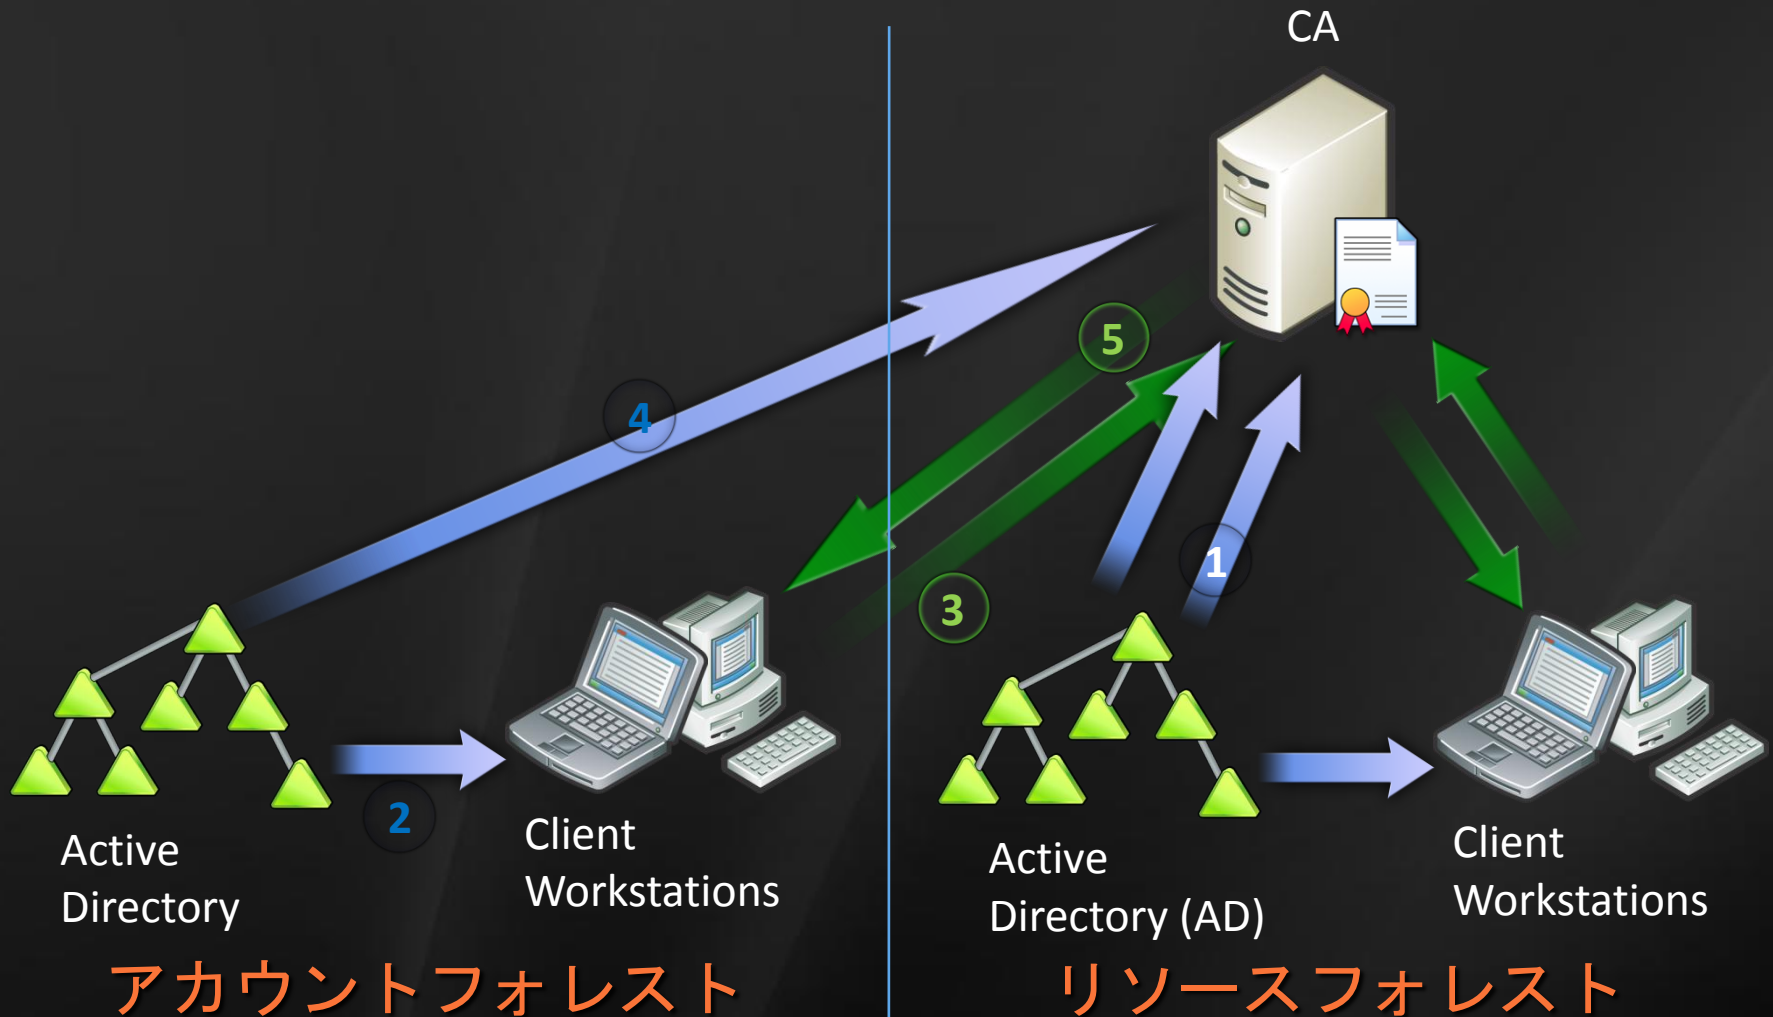 CA
5
4
1
3
2
Active
Directory
Client
Workstations
Active
Directory (AD)
Client
Workstations
アカウントフォレスト
リソースフォレスト